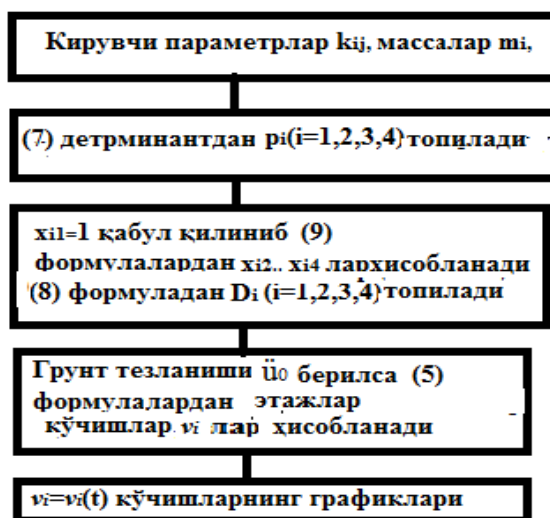 Кирувчи параметрлар kij, массалар mi,
(7) детрминантдан pi(i=1,2,3,4) топилади
xi1=1 қабул қилиниб (9)
формулалардан xi2.. xi4 лархисобланади
(8) формуладан Di (i=1,2,3,4)топилади
Грунт тезланиши ü0 берилса (5)
формулалардан этажлар
кўчишлар vi лар ҳисобланади
vi=vi(t) кўчишларнинг графиклари